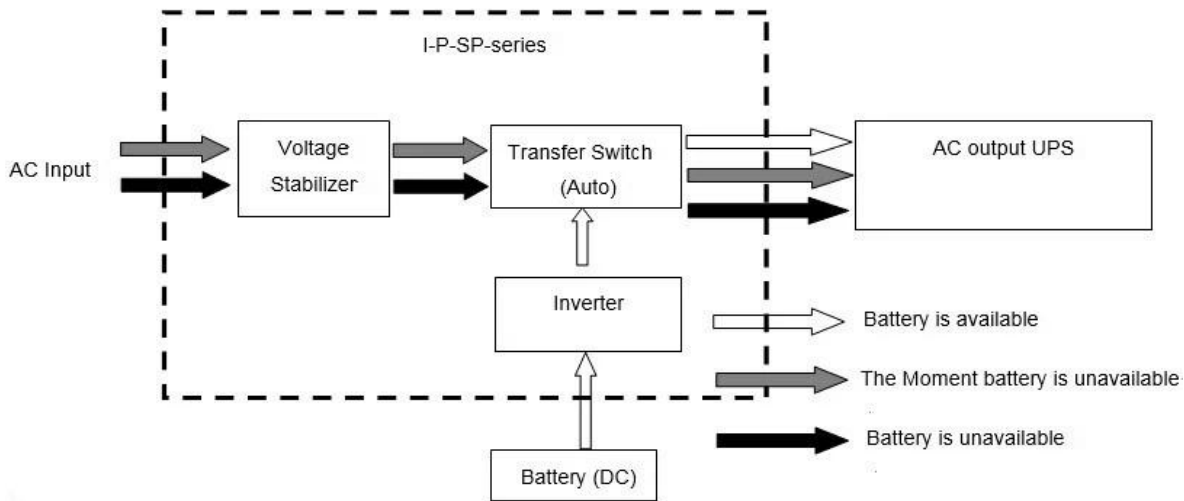 I-P-SP-series
AC Input
Voltage
Stabilizer
Transfer Switch
(Auto)
AC output UPS
Inverter
Battery (DC)
Battery is available
The Moment battery is unavailable
Battery is unavailable